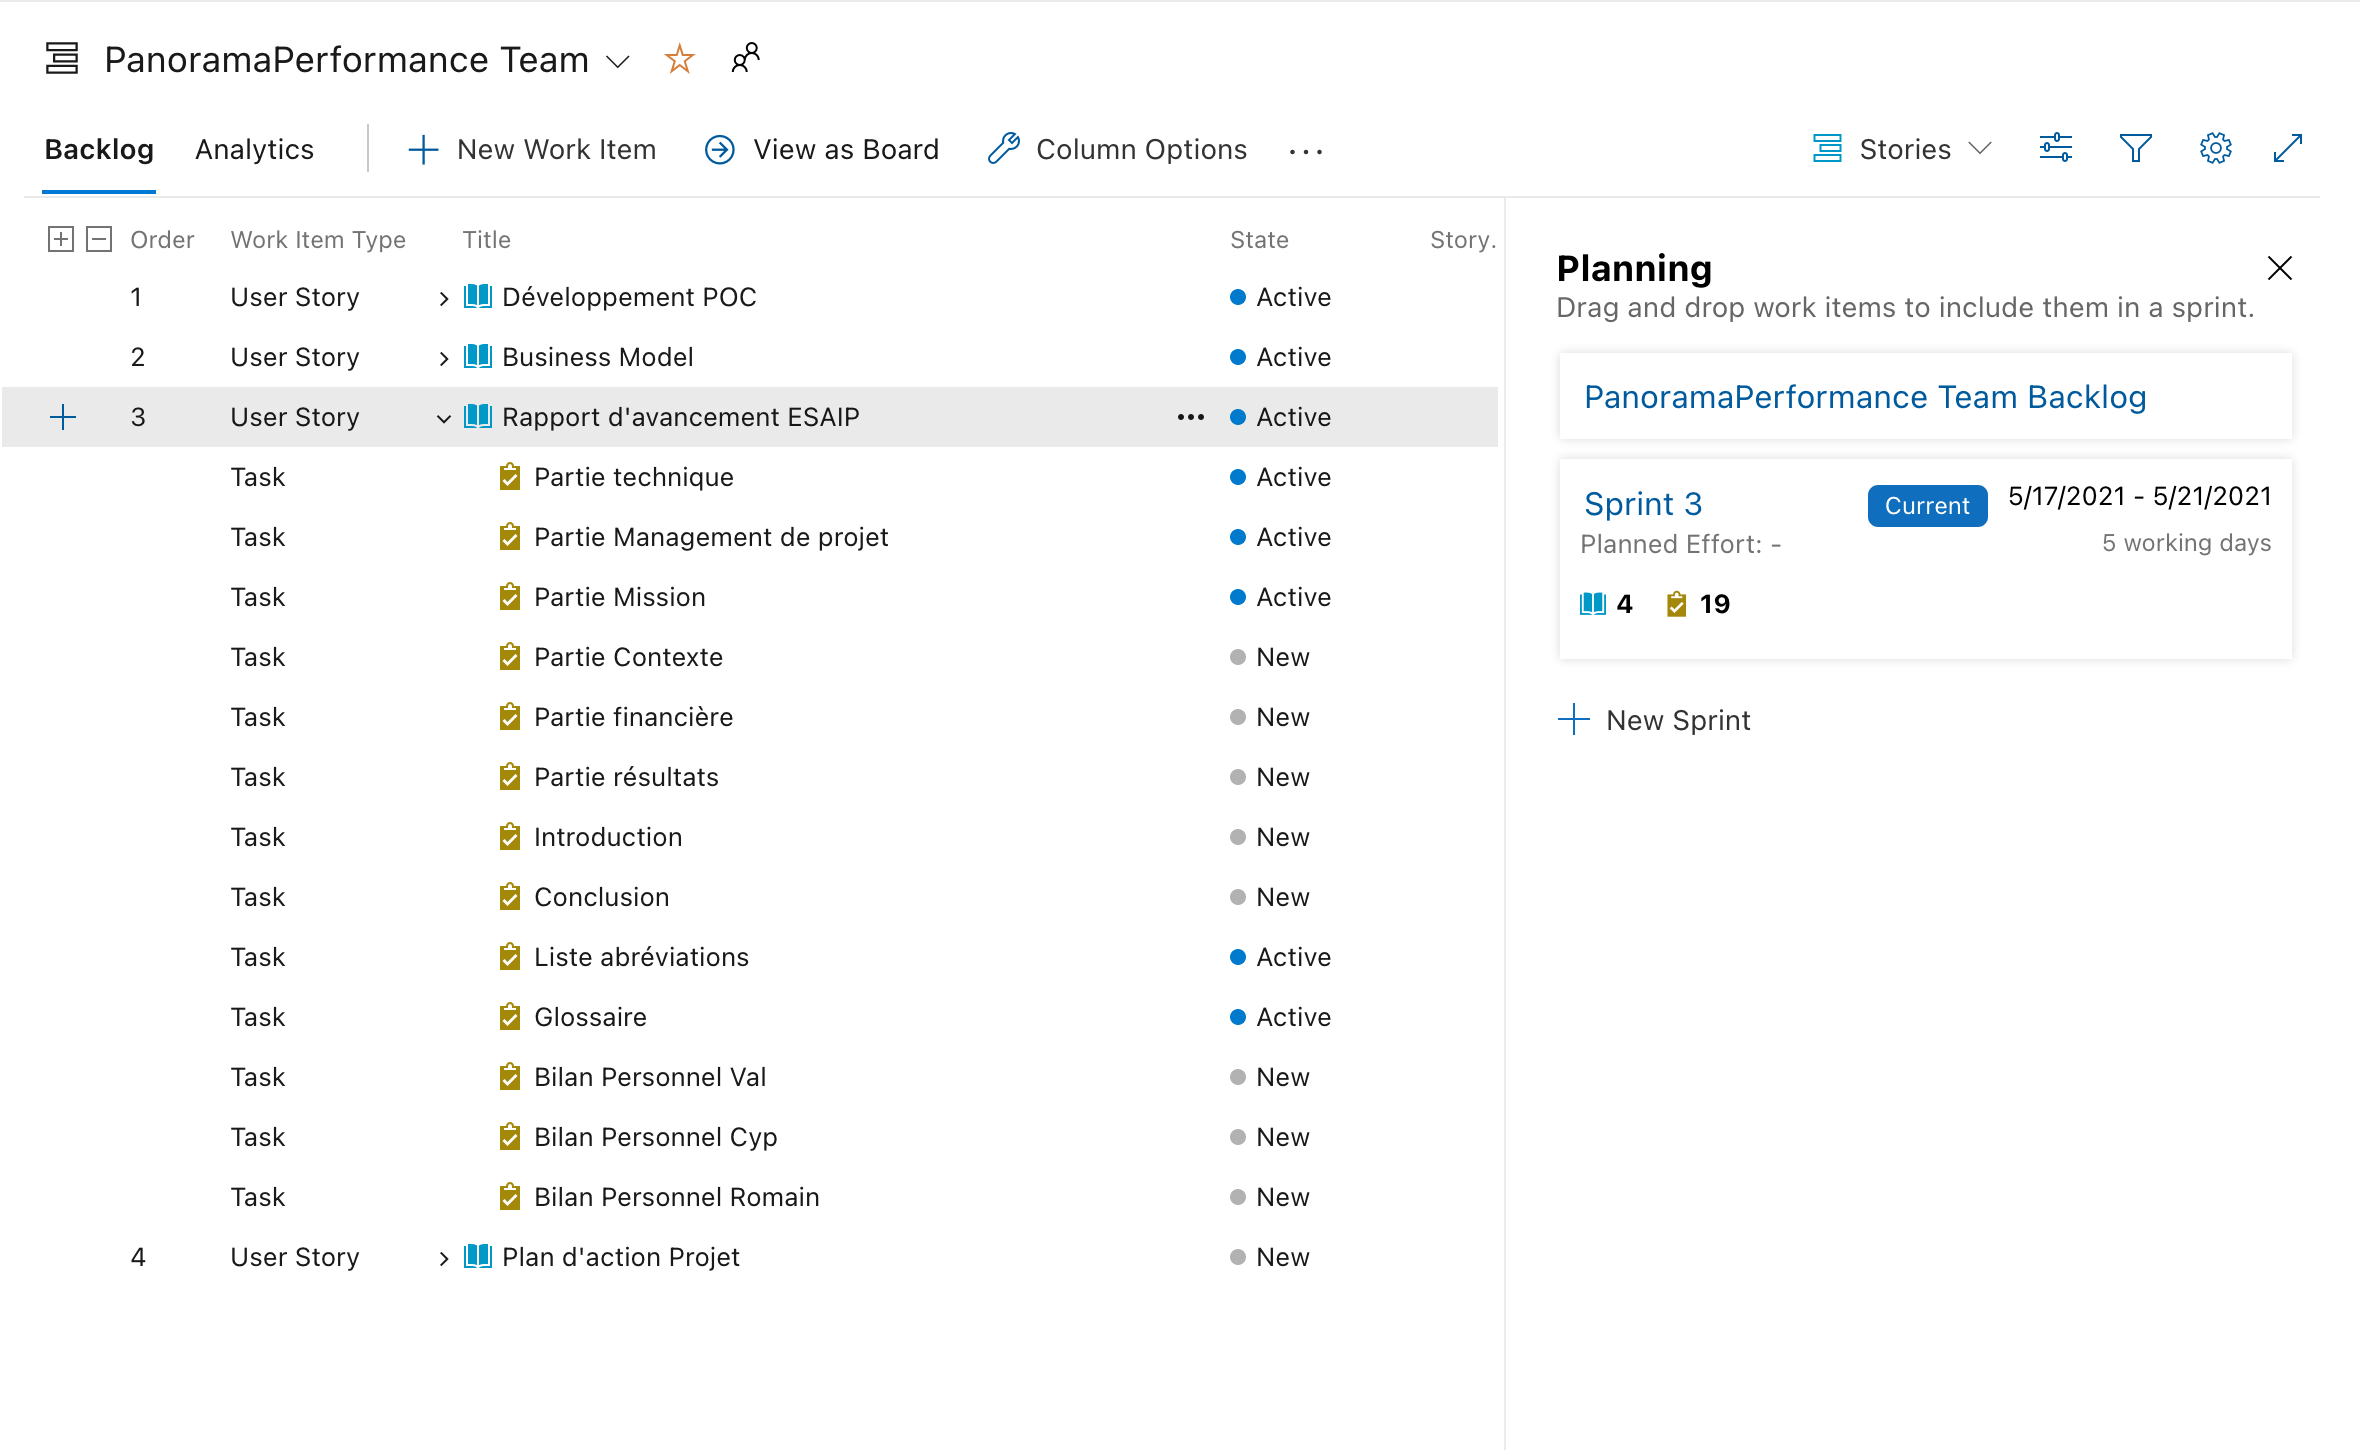 PanoramaPerformance Team
Backlog Analytics New Work Item View as Board Column Options ... Stories
Order Work Item Type Title State Story.
1 User Story Développement POC Active
2 User Story Business Model Active
3 User Story Rapport d'avancement ESAIP ... Active
Task Partie technique Active
Task Partie Management de projet Active
Task Partie Mission Active
Task Partie Contexte New
Task Partie financière New
Task Partie résultats New
Task Introduction New
Task Conclusion New
Task Liste abréviations Active
Task Glossaire Active
Task Bilan Personnel Val New
Task Bilan Personnel Cyp New
Task Bilan Personnel Romain New
4 User Story Plan d'action Projet New
Planning
Drag and drop work items to include them in a sprint.
PanoramaPerformance Team Backlog
Sprint 3 Current 5/17/2021 - 5/21/2021
Planned Effort: - 5 working days
4 19
New Sprint